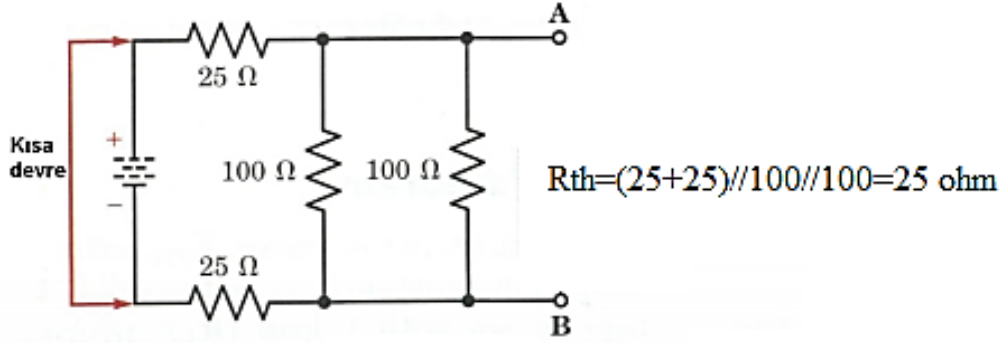 A
25 Ω
Kısa
devre
+
−
100 Ω
100 Ω
Rth=(25+25)//100//100=25 ohm
25 Ω
B